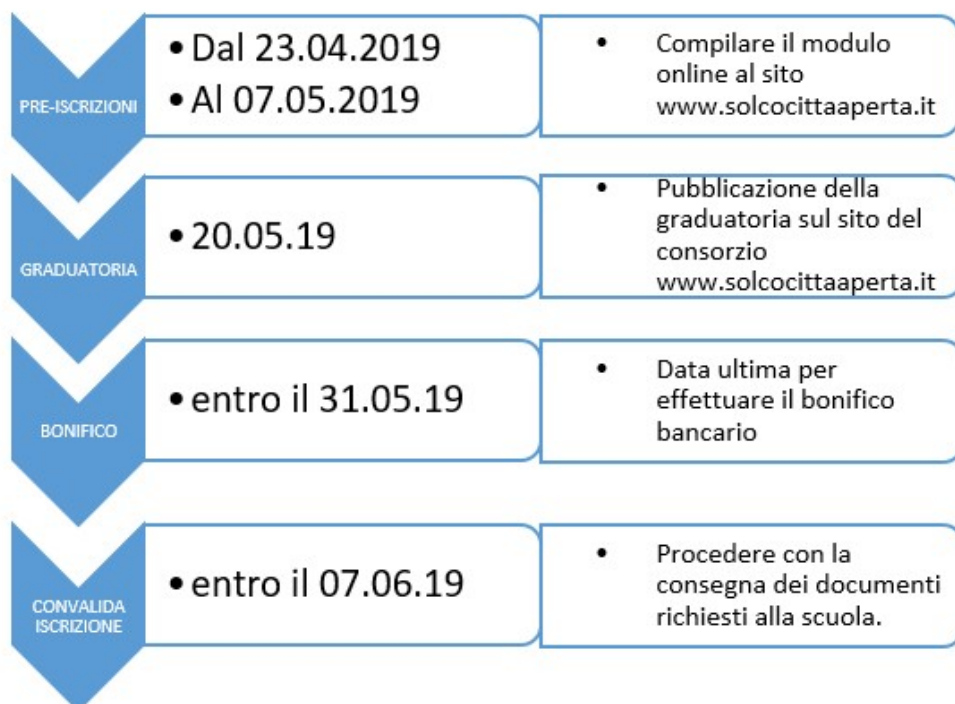 PRE-ISCRIZIONI
• Dal 23.04.2019
• Al 07.05.2019
• Compilare il modulo
online al sito
www.solcocittaaperta.it
GRADUATORIA
• 20.05.19
• Pubblicazione della
graduatoria sul sito del
consorzio
www.solcocittaaperta.it
BONIFICO
• entro il 31.05.19
• Data ultima per
effettuare il bonifico
bancario
CONVALIDA
ISCRIZIONE
• entro il 07.06.19
• Procedere con la
consegna dei documenti
richiesti alla scuola.